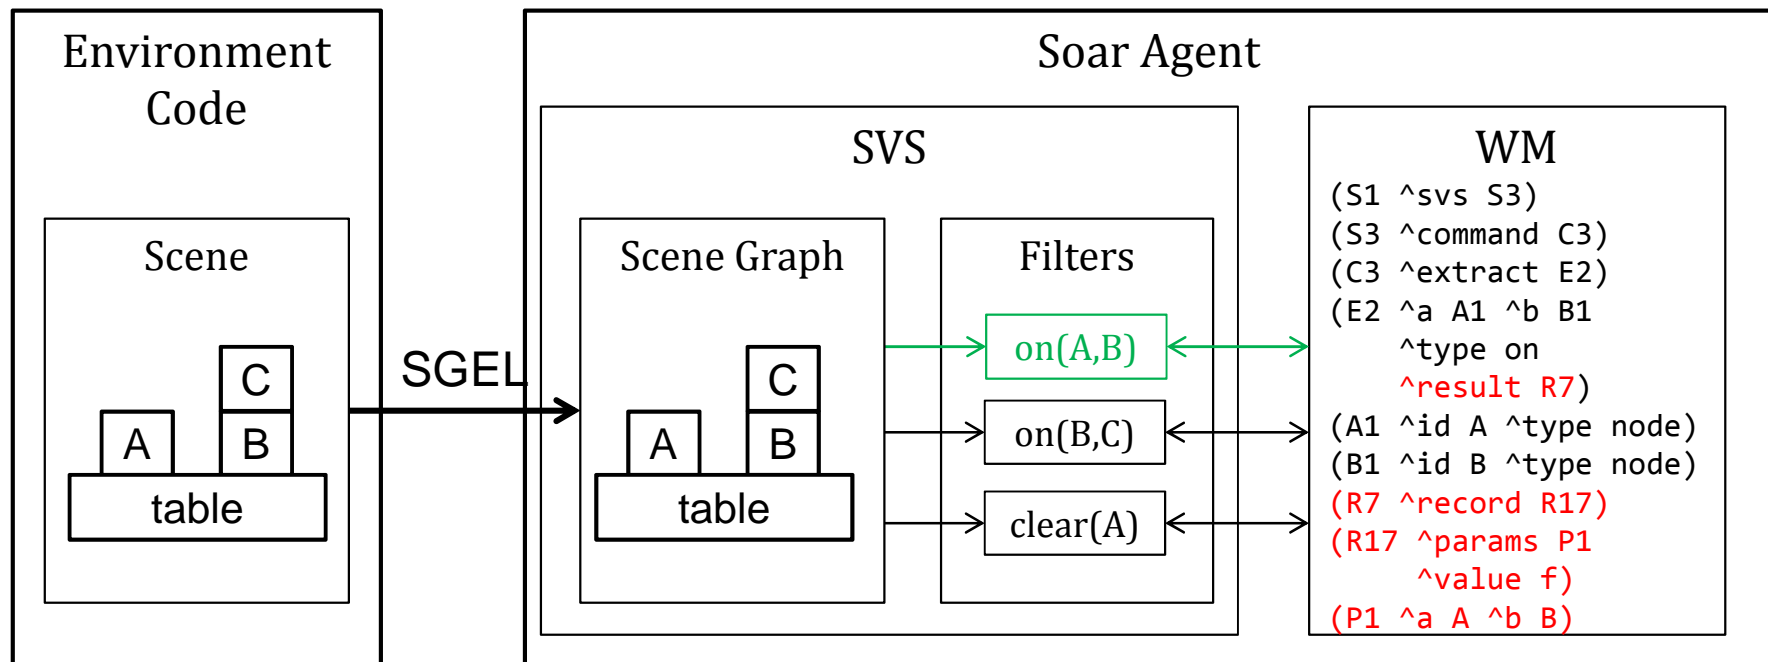 Environment
Code
Scene
C
A
B
table
SGEL
Soar Agent
SVS
Scene Graph
C
A
B
table
Filters
on(A,B)
on(B,C)
clear(A)
WM
(S1 ^svs S3)
(S3 ^command C3)
(C3 ^extract E2)
(E2 ^a A1 ^b B1
^type on
^result R7)
(A1 ^id A ^type node)
(B1 ^id B ^type node)
(R7 ^record R17)
(R17 ^params P1
^value f)
(P1 ^a A ^b B)